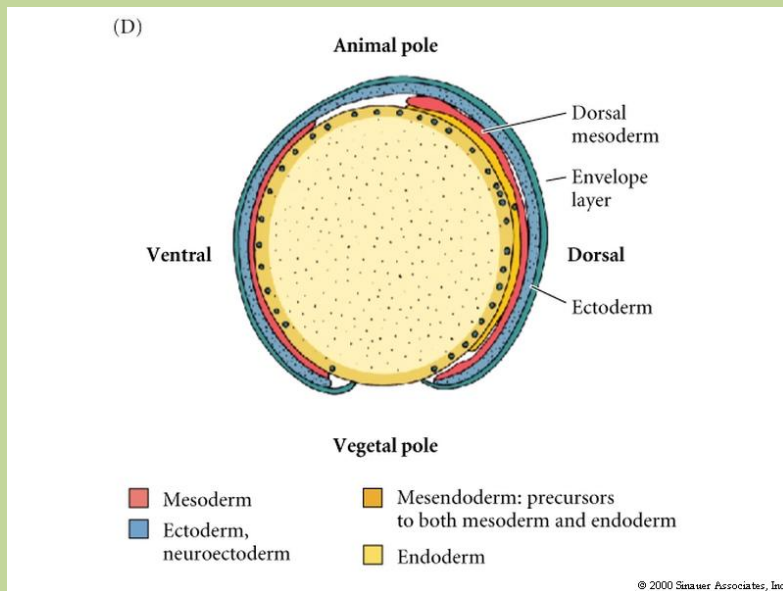 (D)
Animal pole
Dorsal
mesoderm
Envelope
layer
Ventral
Dorsal
Ectoderm
Vegetal pole
Mesoderm
Ectoderm,
neuroectoderm
Mesendoderm: precursors
to both mesoderm and endoderm
Endoderm
© 2000 Sinauer Associates, Inc